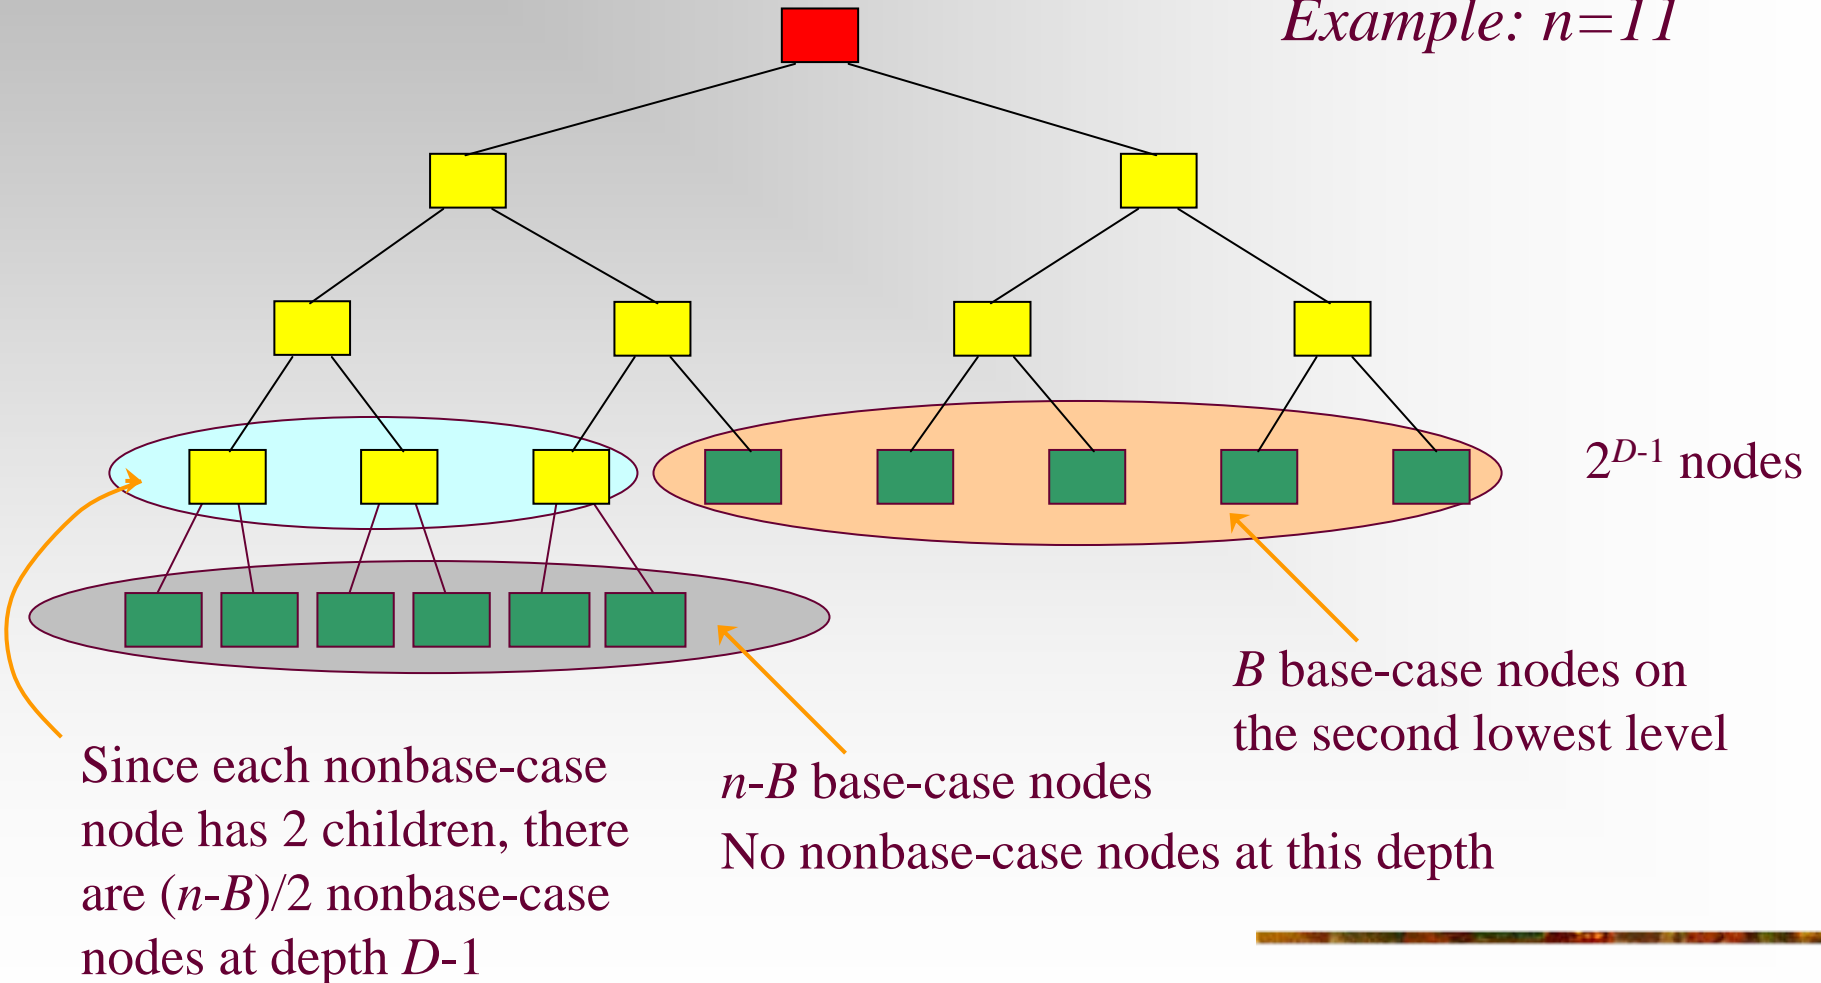 Example: n=11
2^{D-1} nodes
B base-case nodes on
the second lowest level
Since each nonbase-case
node has 2 children, there
are (n-B)/2 nonbase-case
nodes at depth D-1
n-B base-case nodes
No nonbase-case nodes at this depth